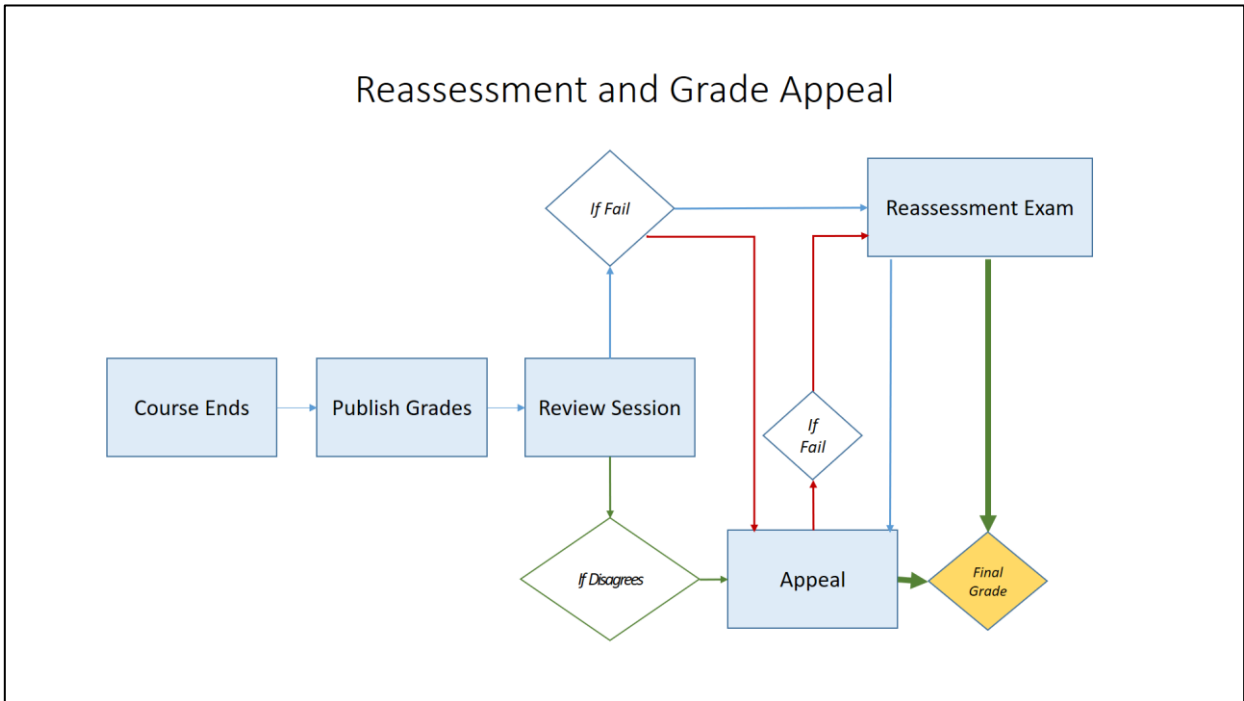 Reassessment and Grade Appeal
If Fail
Reassessment Exam
Course Ends
Publish Grades
Review Session
If
Fail
If Disagrees
Appeal
Final
Grade